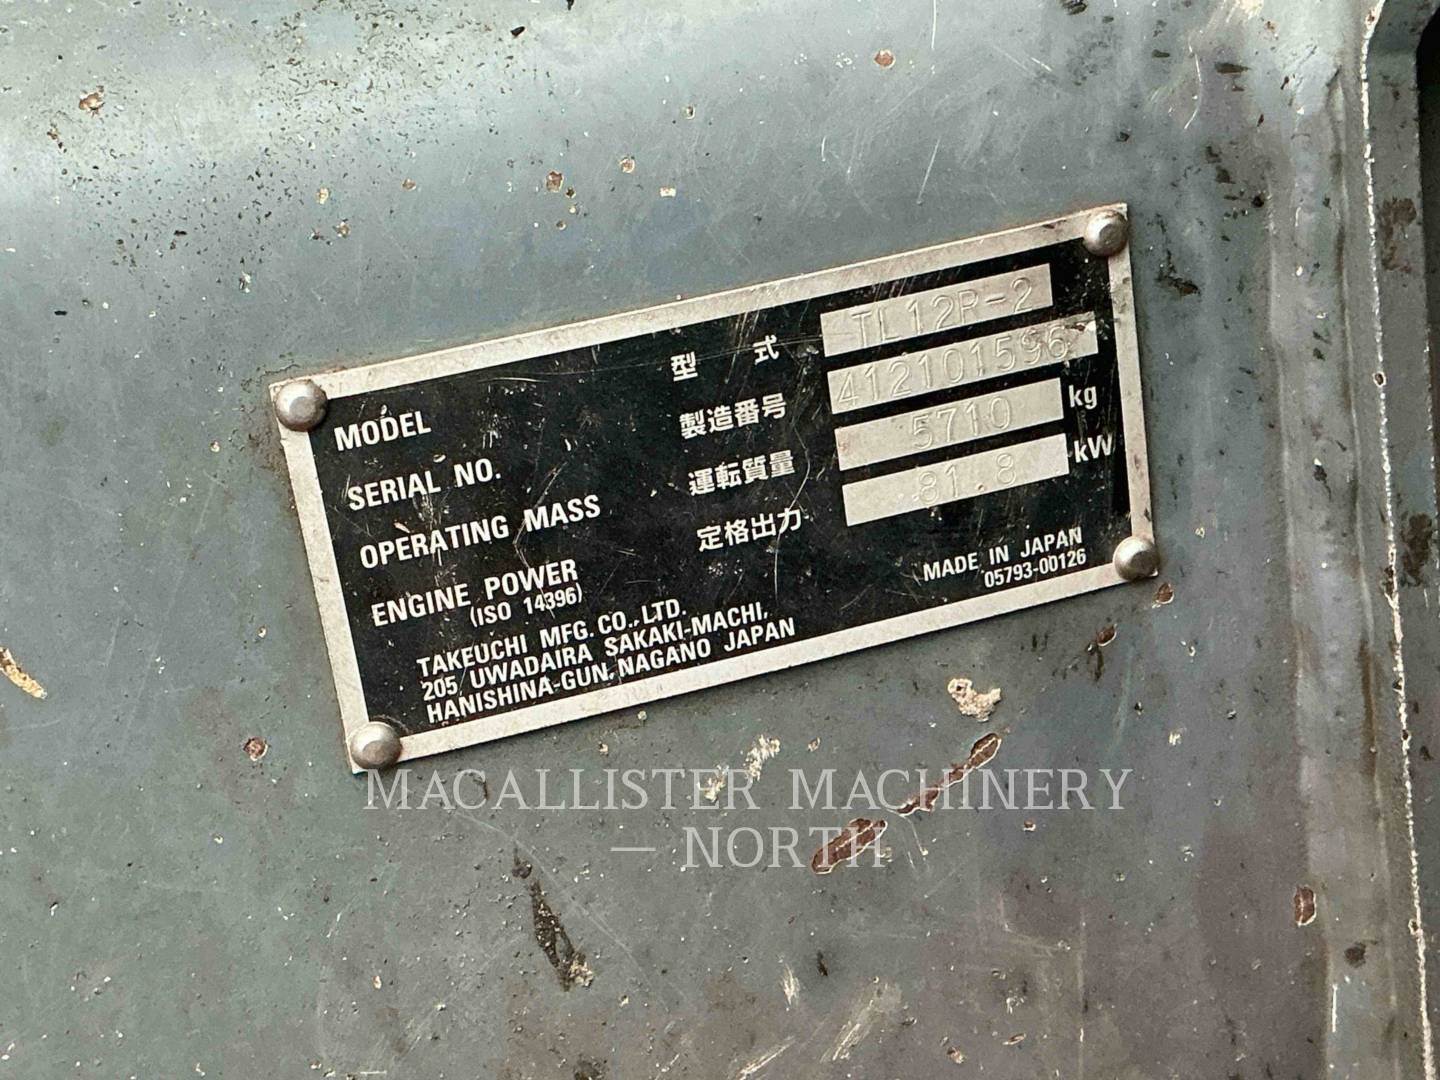 MODEL 型式 TL12R-2
SERIAL NO. 製造番号 412101596
OPERATING MASS 運転質量 5710 kg
ENGINE POWER 定格出力 81.8 kW
(ISO 14396)
TAKEUCHI MFG. CO., LTD.
205 UWADAIRA SAKAKI-MACHI,
HANISHINA-GUN, NAGANO JAPAN
MADE IN JAPAN
05793-00126
MACALLISTER MACHINERY
— NORTH